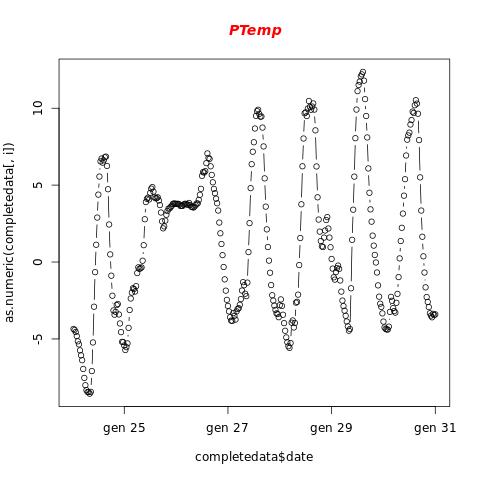 PTemp
as.numeric(completedata[, i])
10
5
0
-5
gen 25
gen 27
gen 29
gen 31
completedata$date